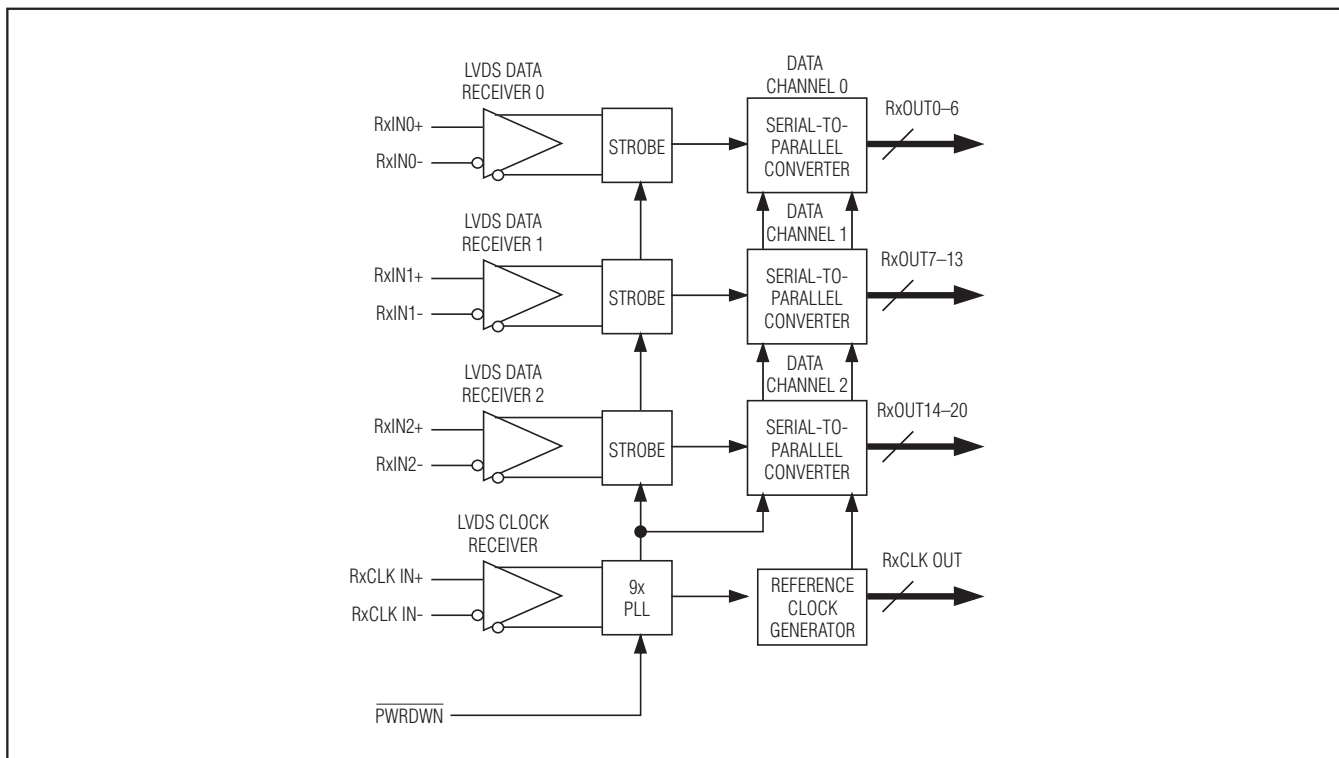 LVDS DATA
RECEIVER 0
RxIN0+
RxIN0-
STROBE
DATA
CHANNEL 0
SERIAL-TO-
PARALLEL
CONVERTER
RxOUT0–6
LVDS DATA
RECEIVER 1
RxIN1+
RxIN1-
STROBE
DATA
CHANNEL 1
SERIAL-TO-
PARALLEL
CONVERTER
RxOUT7–13
LVDS DATA
RECEIVER 2
RxIN2+
RxIN2-
STROBE
DATA
CHANNEL 2
SERIAL-TO-
PARALLEL
CONVERTER
RxOUT14–20
LVDS CLOCK
RECEIVER
RxCLK IN+
RxCLK IN-
9x
PLL
REFERENCE
CLOCK
GENERATOR
RxCLK OUT
PWRDWN